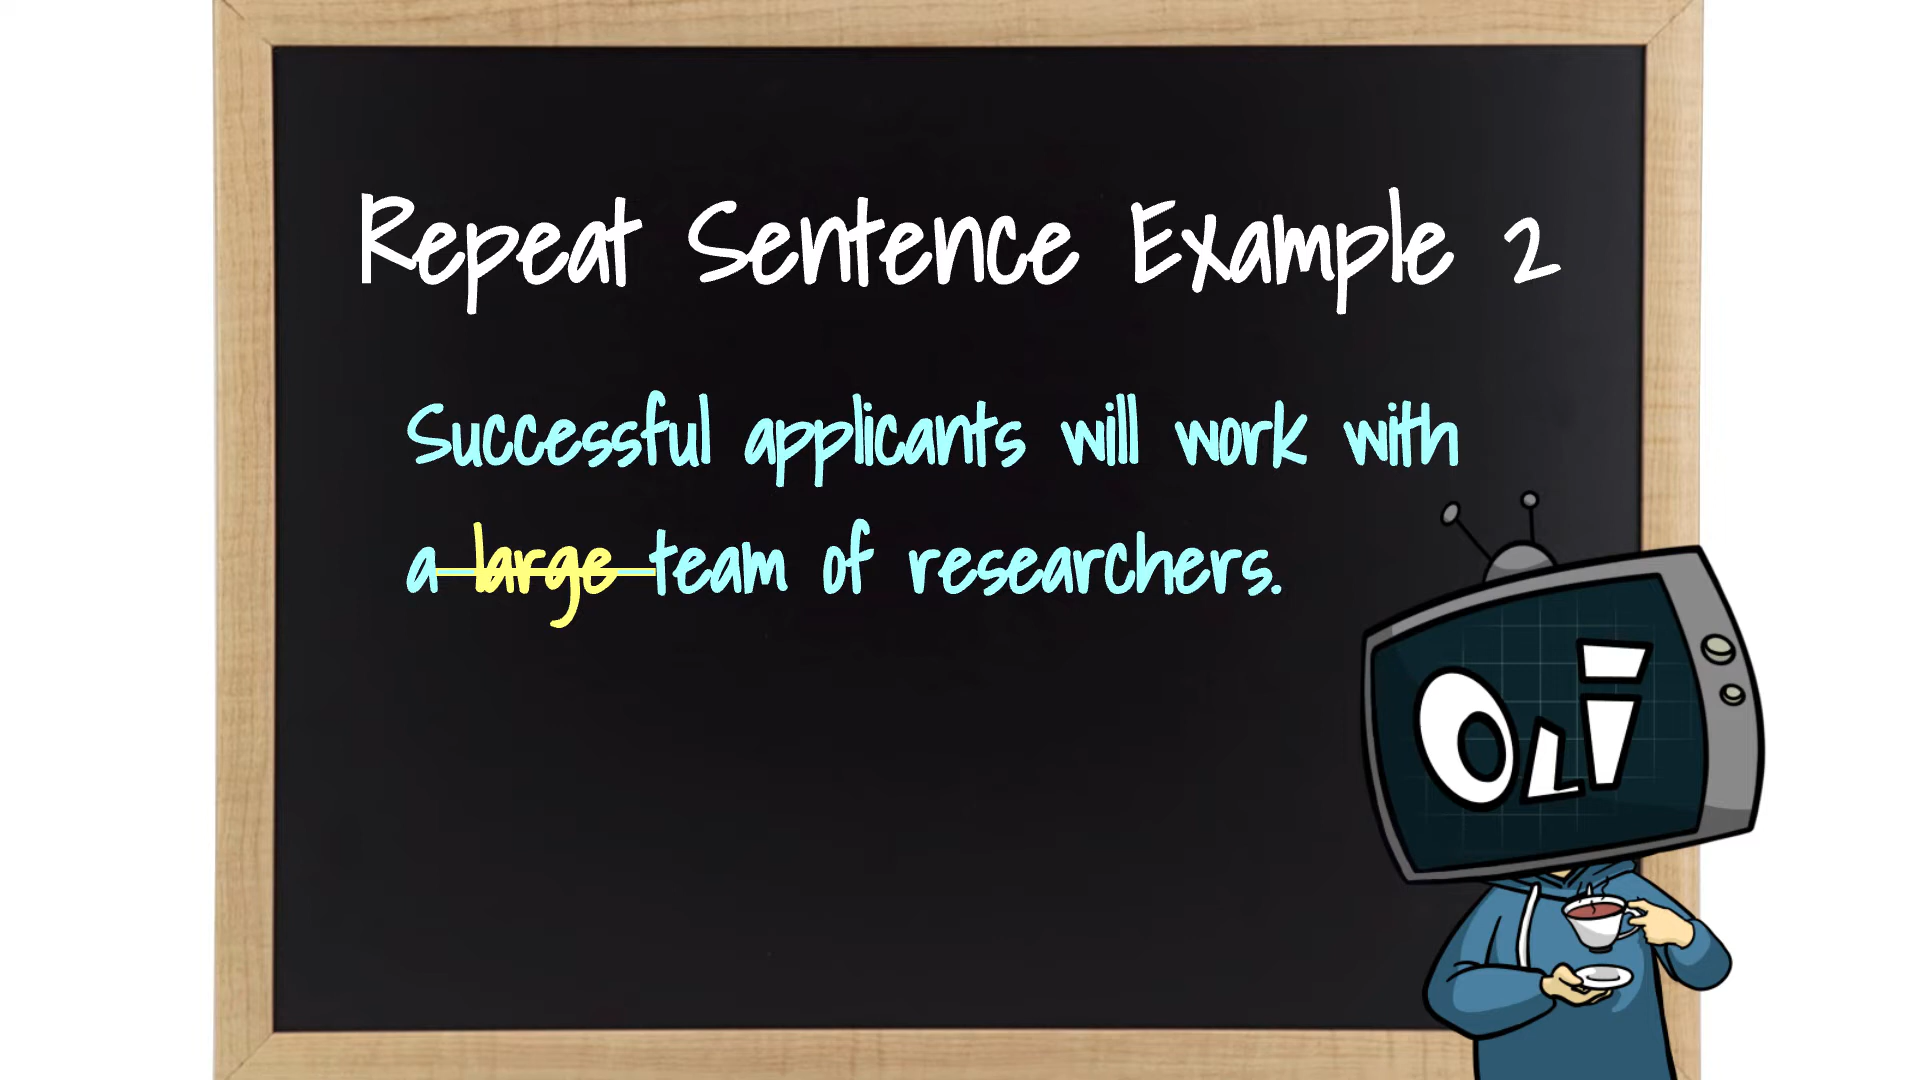 Repeat Sentence Example 2
Successful applicants will work with
a large team of researchers.
OLI